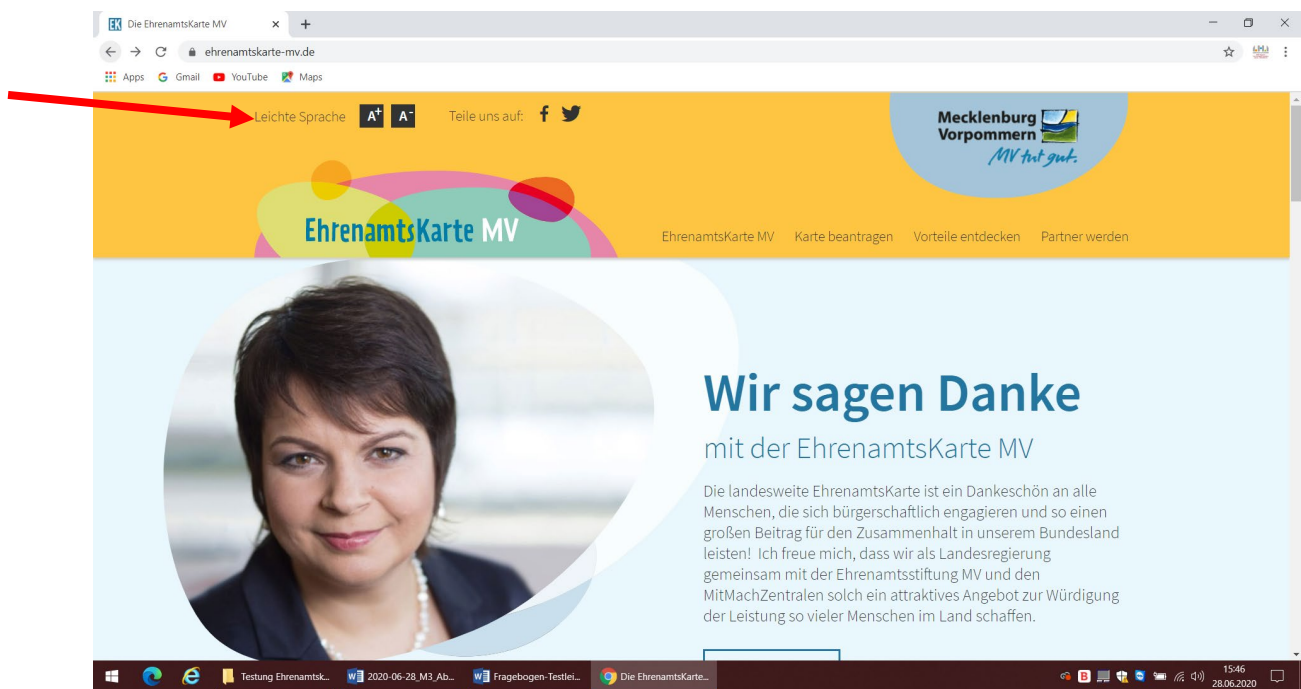 EK Die EhrenamtsKarte MV
ehrenamtskarte-mv.de
Apps G Gmail YouTube Maps
Leichte Sprache A+ A- Teile uns auf: f
Mecklenburg
Vorpommern
MV tut gut.
EhrenamtsKarte MV
EhrenamtsKarte MV Karte beantragen Vorteile entdecken Partner werden
Wir sagen Danke
mit der EhrenamtsKarte MV
Die landesweite EhrenamtsKarte ist ein Dankeschön an alle
Menschen, die sich bürgerschaftlich engagieren und so einen
großen Beitrag für den Zusammenhalt in unserem Bundesland
leisten! Ich freue mich, dass wir als Landesregierung
gemeinsam mit der Ehrenamtsstiftung MV und den
MitMachZentralen solch ein attraktives Angebot zur Würdigung
der Leistung so vieler Menschen im Land schaffen.
Testung Ehrenamtsk... W 2020-06-28_M3_Ab... W Fragebogen-Testlei... Die EhrenamtsKarte... B 15:46
28.06.2020